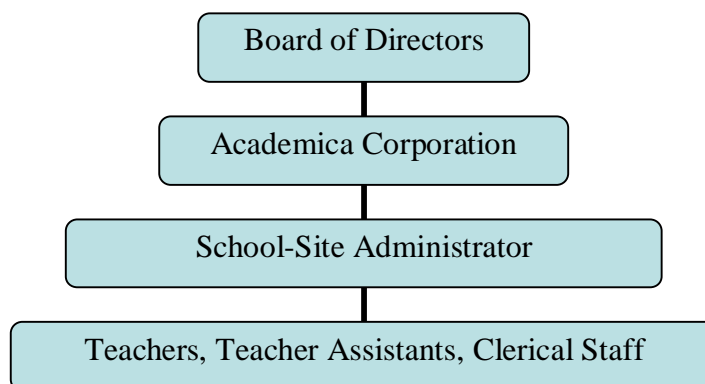 Board of Directors
Academica Corporation
School-Site Administrator
Teachers, Teacher Assistants, Clerical Staff